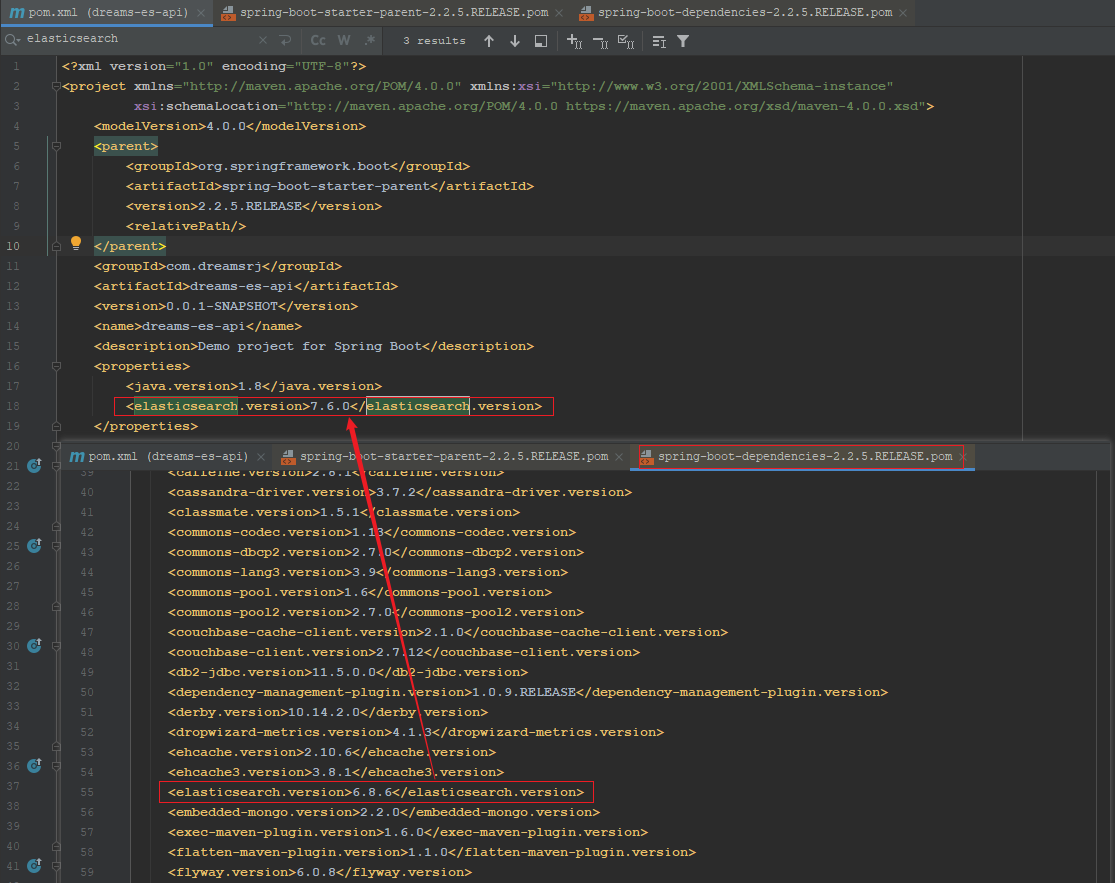 pom.xml (dreams-es-api) × spring-boot-starter-parent-2.2.5.RELEASE.pom × spring-boot-dependencies-2.2.5.RELEASE.pom ×
elasticsearch × Cc W .* 3 results
1 <?xml version="1.0" encoding="UTF-8"?>
2 <project xmlns="http://maven.apache.org/POM/4.0.0" xmlns:xsi="http://www.w3.org/2001/XMLSchema-instance"
3 xsi:schemaLocation="http://maven.apache.org/POM/4.0.0 https://maven.apache.org/xsd/maven-4.0.0.xsd">
4 <modelVersion>4.0.0</modelVersion>
5 <parent>
6 <groupId>org.springframework.boot</groupId>
7 <artifactId>spring-boot-starter-parent</artifactId>
8 <version>2.2.5.RELEASE</version>
9 <relativePath/>
10 </parent>
11 <groupId>com.dreamsrj</groupId>
12 <artifactId>dreams-es-api</artifactId>
13 <version>0.0.1-SNAPSHOT</version>
14 <name>dreams-es-api</name>
15 <description>Demo project for Spring Boot</description>
16 <properties>
17 <java.version>1.8</java.version>
18 <elasticsearch.version>7.6.0</elasticsearch.version>
19 </properties>
20
21 pom.xml (dreams-es-api) × spring-boot-starter-parent-2.2.5.RELEASE.pom × spring-boot-dependencies-2.2.5.RELEASE.pom ×
39 <caffeine.version>2.8.1</caffeine.version>
22 40 <cassandra-driver.version>3.7.2</cassandra-driver.version>
23 41 <classmate.version>1.5.1</classmate.version>
24 42 <commons-codec.version>1.13</commons-codec.version>
25 43 <commons-dbcp2.version>2.7.0</commons-dbcp2.version>
26 44 <commons-lang3.version>3.9</commons-lang3.version>
27 45 <commons-pool.version>1.6</commons-pool.version>
28 46 <commons-pool2.version>2.7.0</commons-pool2.version>
29 47 <couchbase-cache-client.version>2.1.0</couchbase-cache-client.version>
30 48 <couchbase-client.version>2.7.12</couchbase-client.version>
31 49 <db2-jdbc.version>11.5.0.0</db2-jdbc.version>
32 50 <dependency-management-plugin.version>1.0.9.RELEASE</dependency-management-plugin.version>
33 51 <derby.version>10.14.2.0</derby.version>
34 52 <dropwizard-metrics.version>4.1.3</dropwizard-metrics.version>
35 53 <ehcache.version>2.10.6</ehcache.version>
36 54 <ehcache3.version>3.8.1</ehcache3.version>
37 55 <elasticsearch.version>6.8.6</elasticsearch.version>
38 56 <embedded-mongo.version>2.2.0</embedded-mongo.version>
39 57 <exec-maven-plugin.version>1.6.0</exec-maven-plugin.version>
40 58 <flatten-maven-plugin.version>1.1.0</flatten-maven-plugin.version>
41 59 <flyway.version>6.0.8</flyway.version>